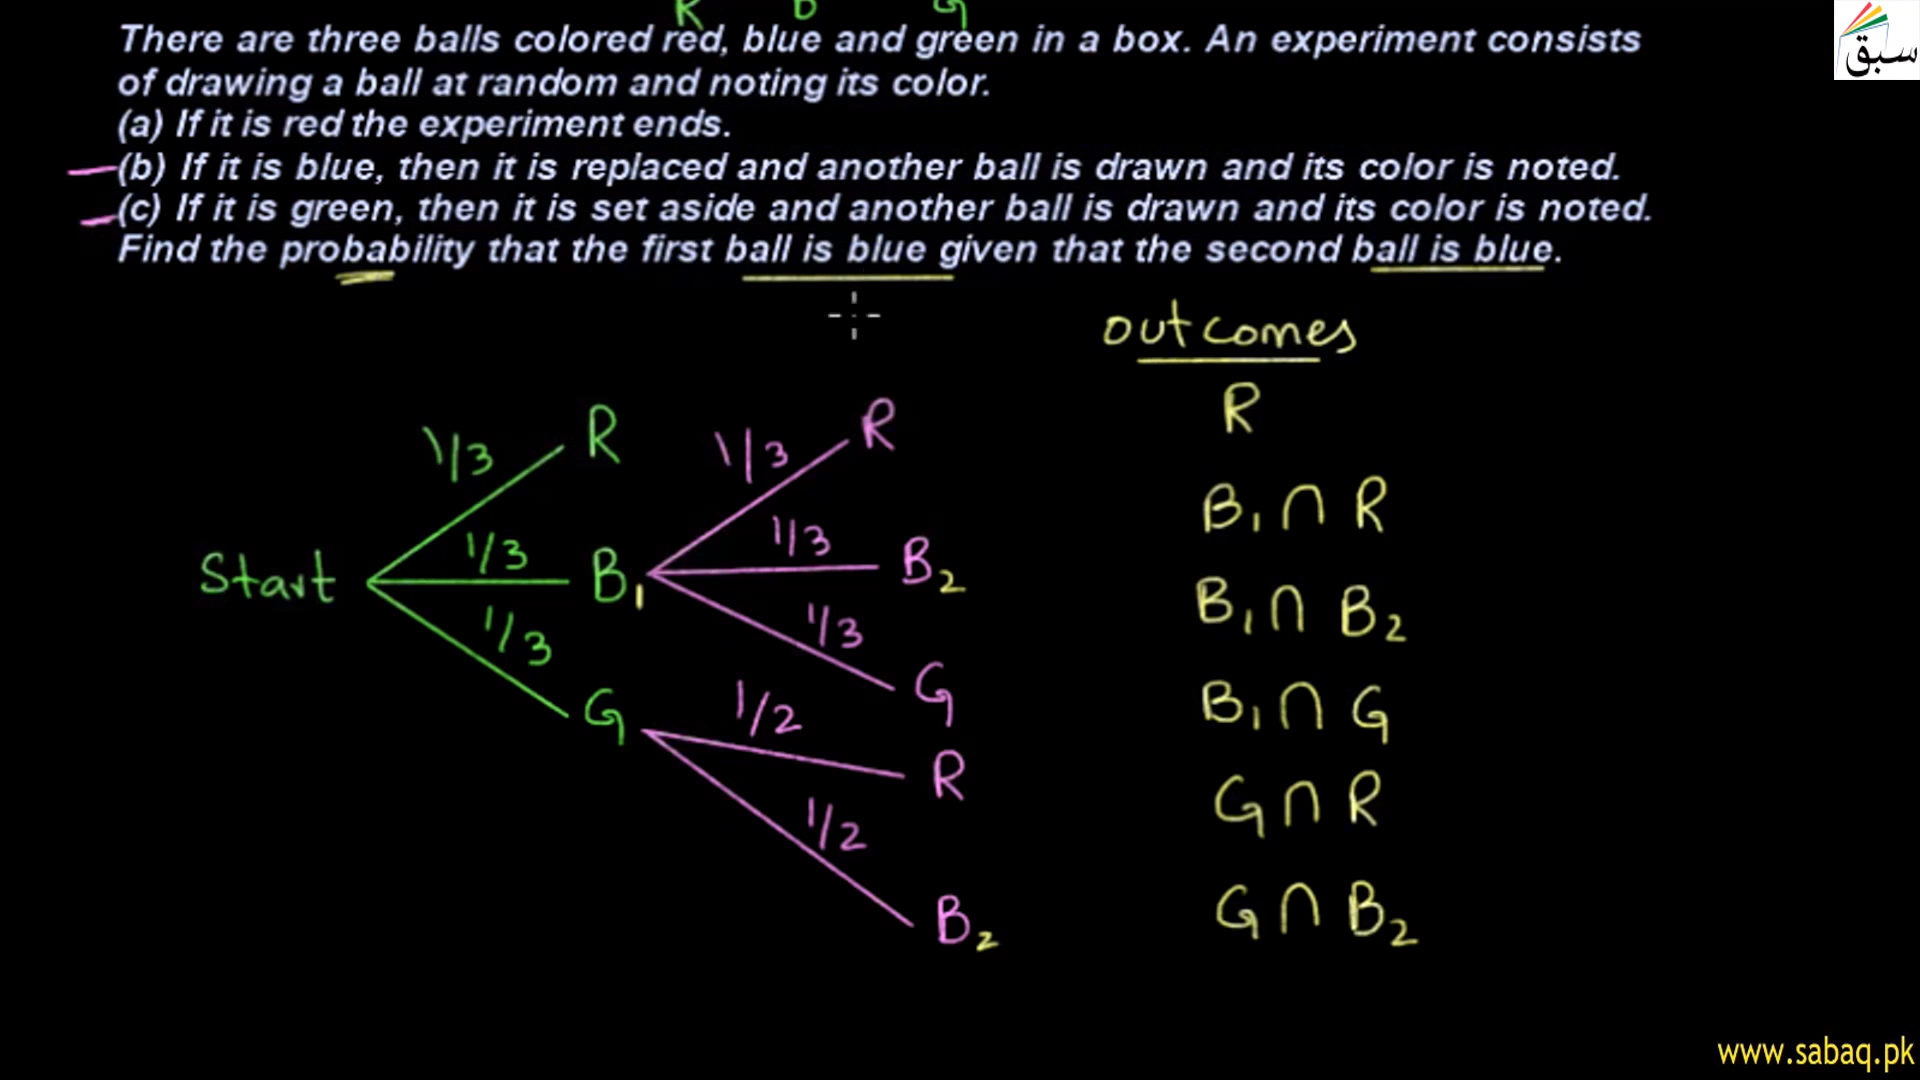 R B G
There are three balls colored red, blue and green in a box. An experiment consists
of drawing a ball at random and noting its color.
(a) If it is red the experiment ends.
(b) If it is blue, then it is replaced and another ball is drawn and its color is noted.
(c) If it is green, then it is set aside and another ball is drawn and its color is noted.
Find the probability that the first ball is blue given that the second ball is blue.
سبق
outcomes
R
B₁ ∩ R
B₁ ∩ B₂
B₁ ∩ G
G ∩ R
G ∩ B₂
Start
1/3 R
1/3 B₁
1/3 G
1/3 R
1/3 B₂
1/3 G
1/2 R
1/2 B₂
www.sabaq.pk